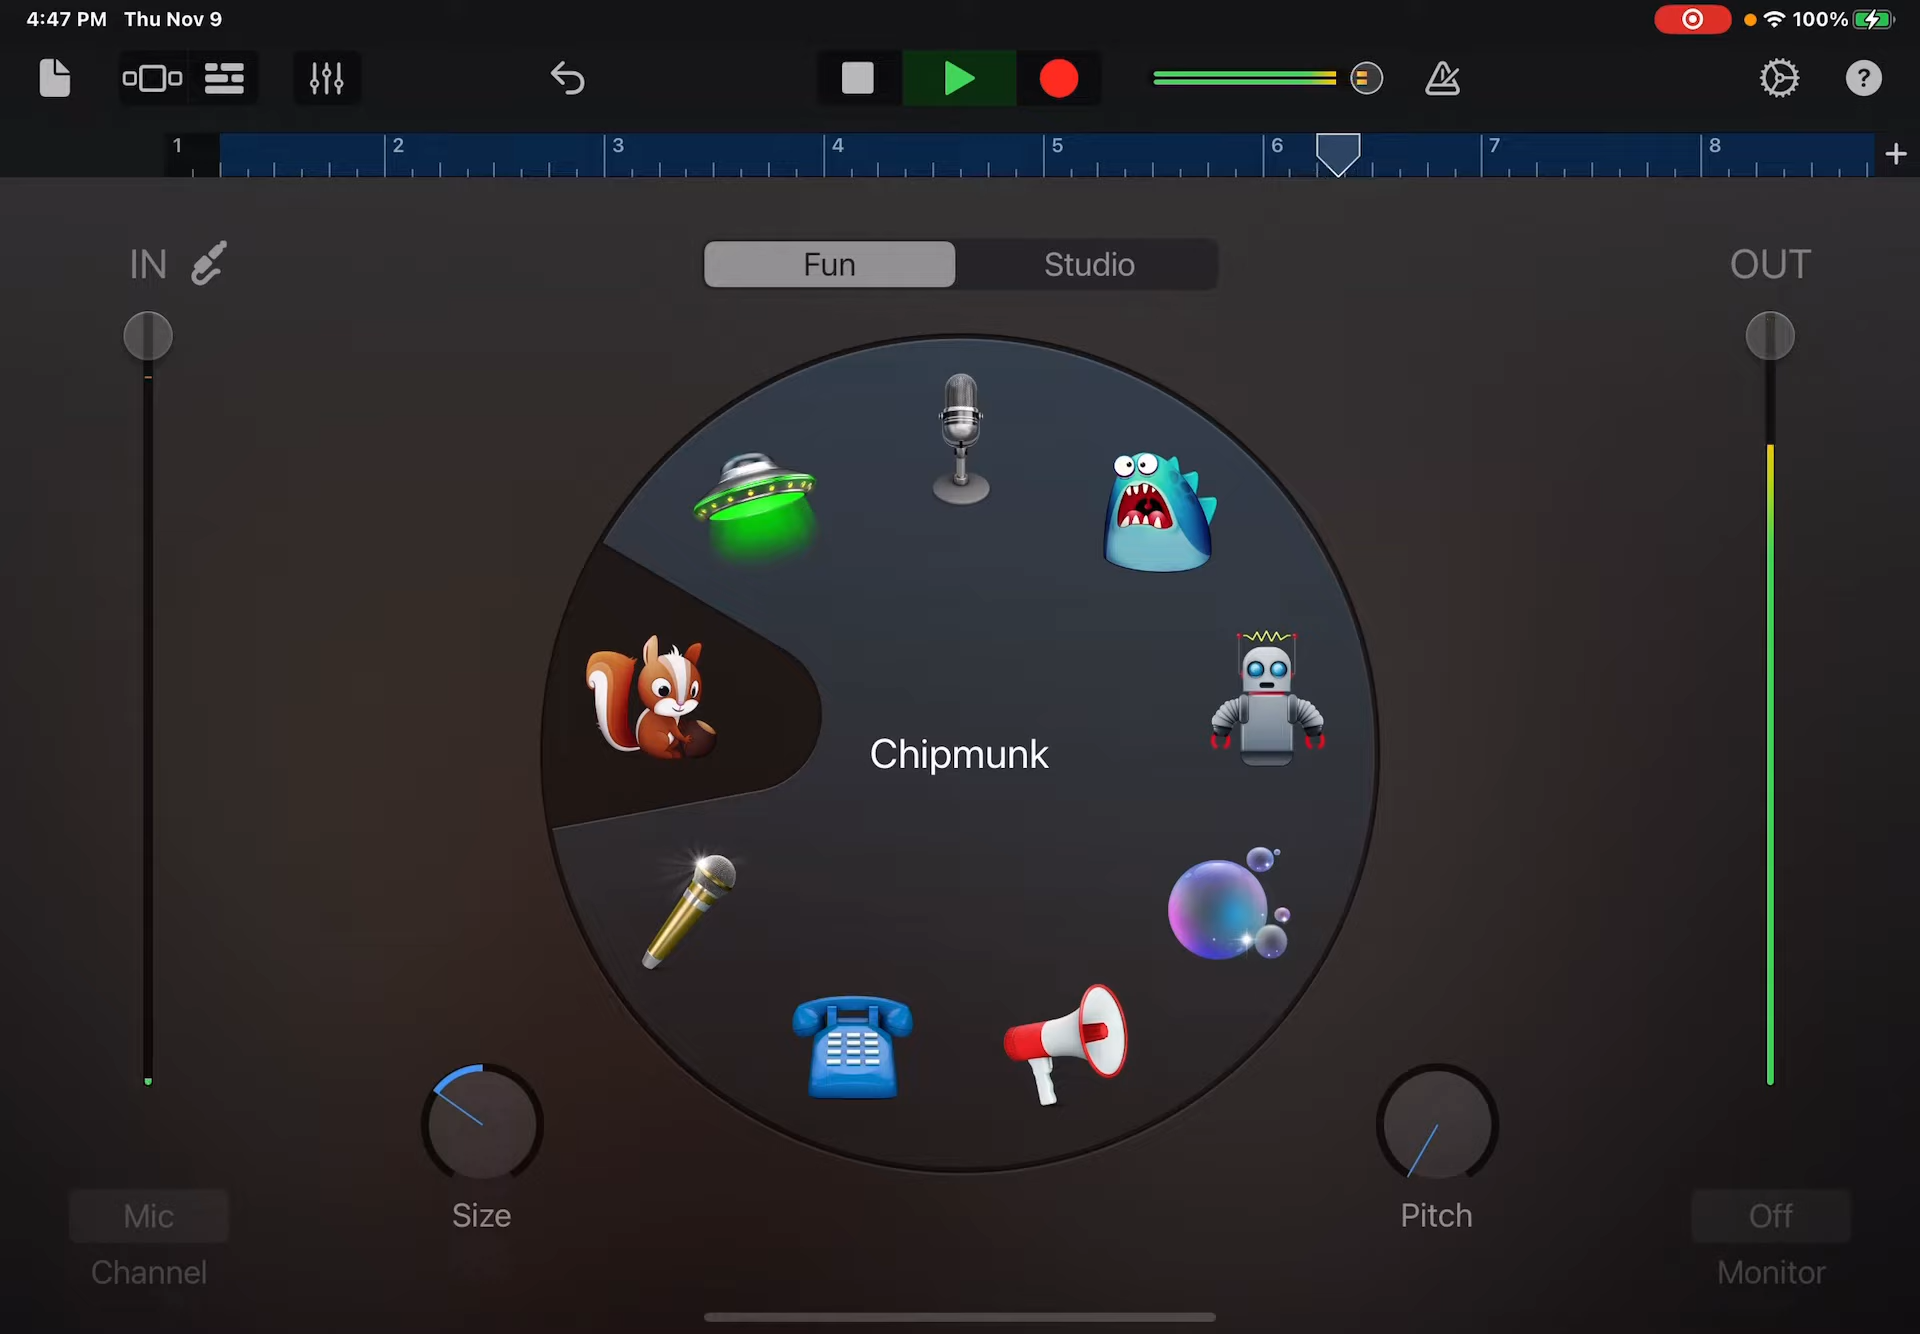 4:47 PM Thu Nov 9
100%
?
1 2 3 4 5 6 7 8 +
IN
Fun Studio
OUT
Chipmunk
Size
Pitch
Mic
Channel
Off
Monitor